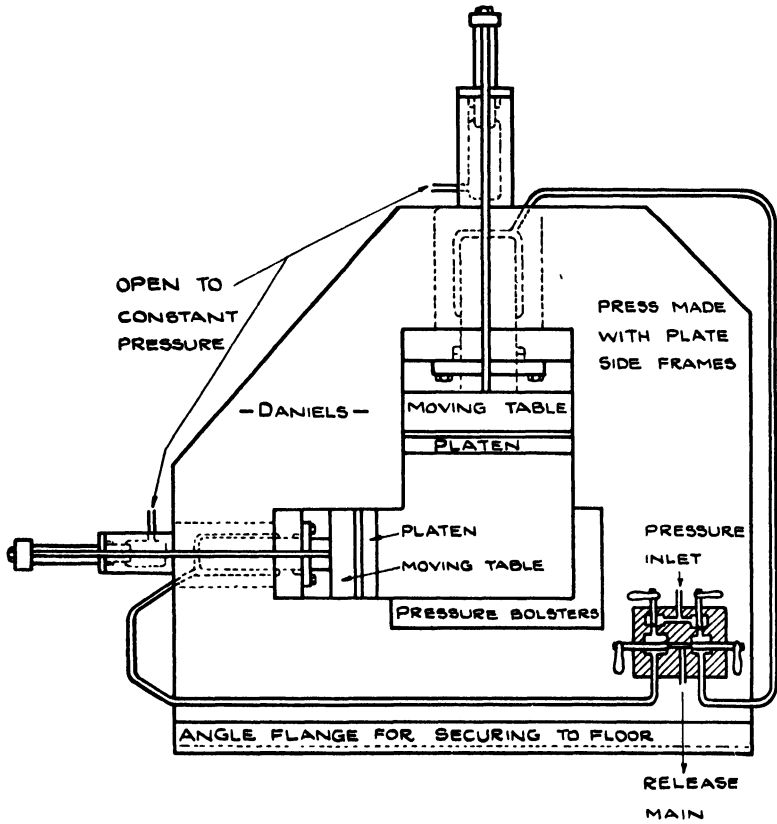 OPEN TO
CONSTANT
PRESSURE
PRESS MADE
WITH PLATE
SIDE FRAMES
-DANIELS-
MOVING TABLE
PLATEN
PLATEN
MOVING TABLE
PRESSURE
INLET
PRESSURE BOLSTERS
ANGLE FLANGE FOR SECURING TO FLOOR
RELEASE
MAIN